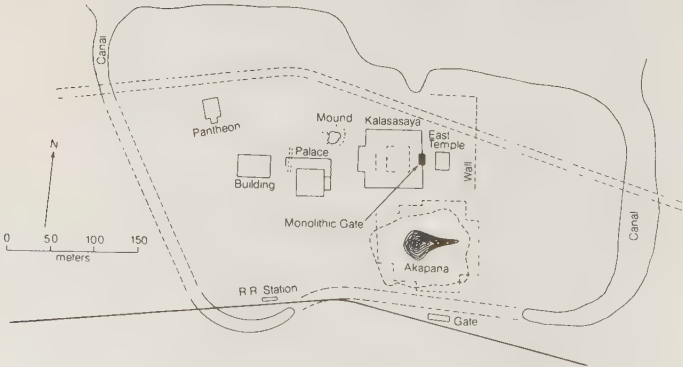 Canal
Pantheon
Mound
Kalasasaya
East
Temple
Palace
Building
Wall
N
Monolithic Gate
Canal
0 50 100 150
meters
Akapana
R.R. Station
Gate